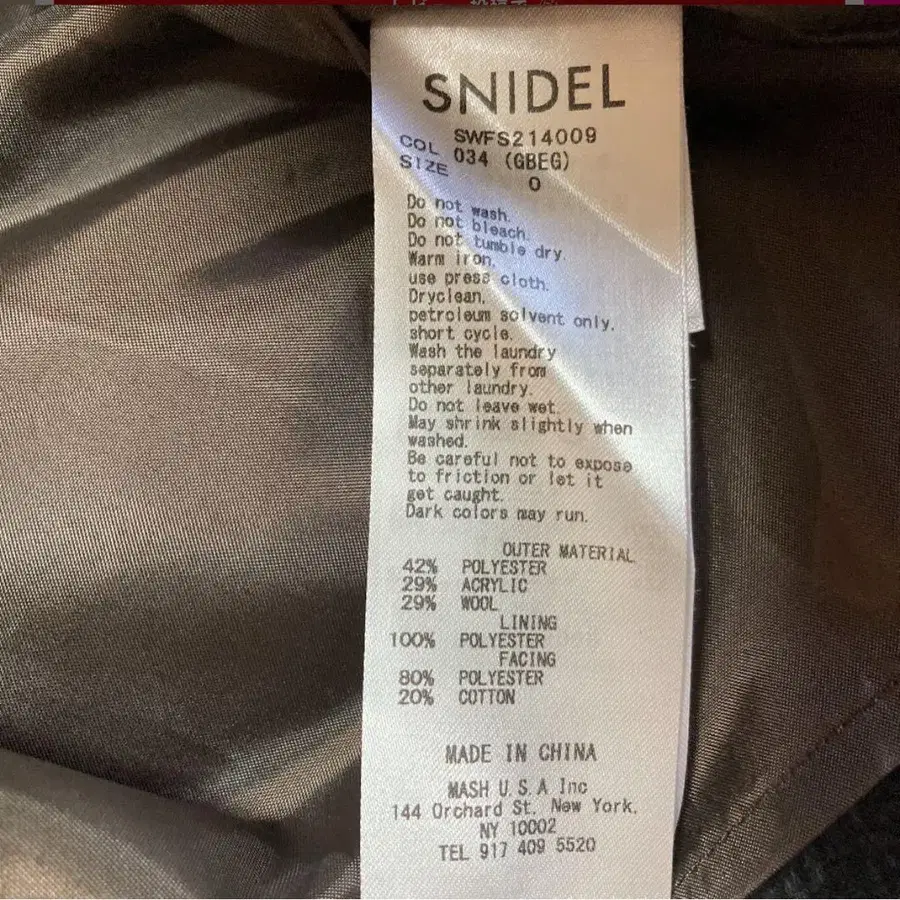 SNIDEL
SWFS214009
COL 034 (GBEG)
SIZE 0
Do not wash.
Do not bleach.
Do not tumble dry.
Warm iron.
use press cloth.
Dryclean.
petroleum solvent only.
short cycle.
Wash the laundry
separately from
other laundry.
Do not leave wet.
May shrink slightly when
washed.
Be careful not to expose
to friction or let it
get caught.
Dark colors may run.
OUTER MATERIAL
42% POLYESTER
29% ACRYLIC
29% WOOL
LINING
100% POLYESTER
FACING
80% POLYESTER
20% COTTON
MADE IN CHINA
MASH U.S.A Inc
144 Orchard St. New York.
NY 10002
TEL 917 409 5520